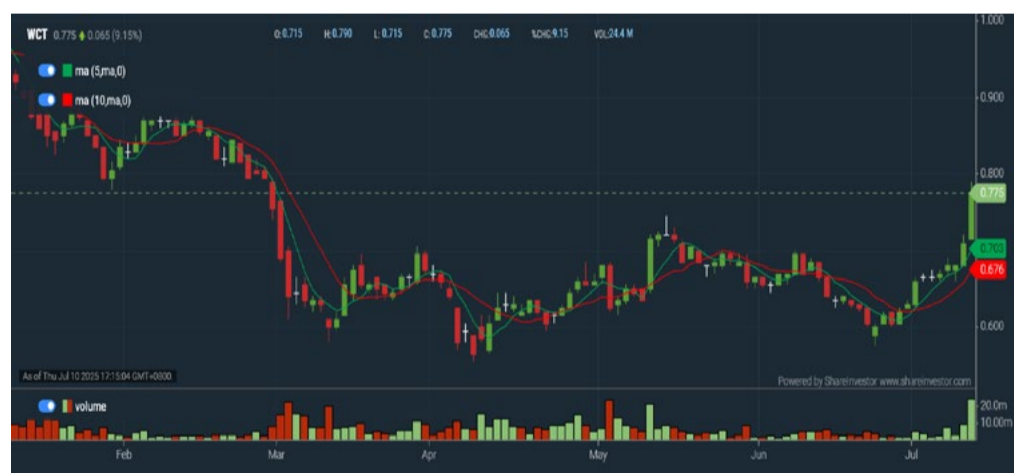 WCT 0.775 0.065 (9.15%) O:0.715 H:0.790 L: 0.715 C: 0.775 CHG:0.065 %CHG:9.15 VOL:24.4 M
ma (5,ma,0)
ma (10,ma,0)
1.000
0.900
0.800
0.775
0.703
0.676
0.600
As of Thu Jul 10 2025 17:15:04 GMT+0800
Powered by ShareInvestor www.shareinvestor.com
volume
20.0m
10.00m
Feb Mar Apr May Jun Jul